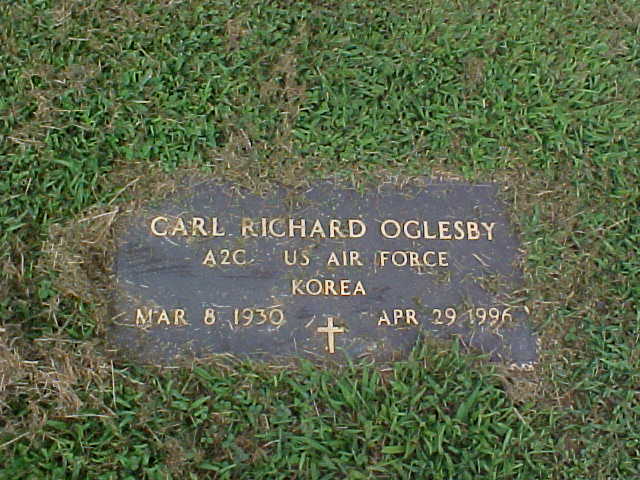 CARL RICHARD OGLESBY
A2C US AIR FORCE
KOREA
MAR 8 1930 APR 29 1996